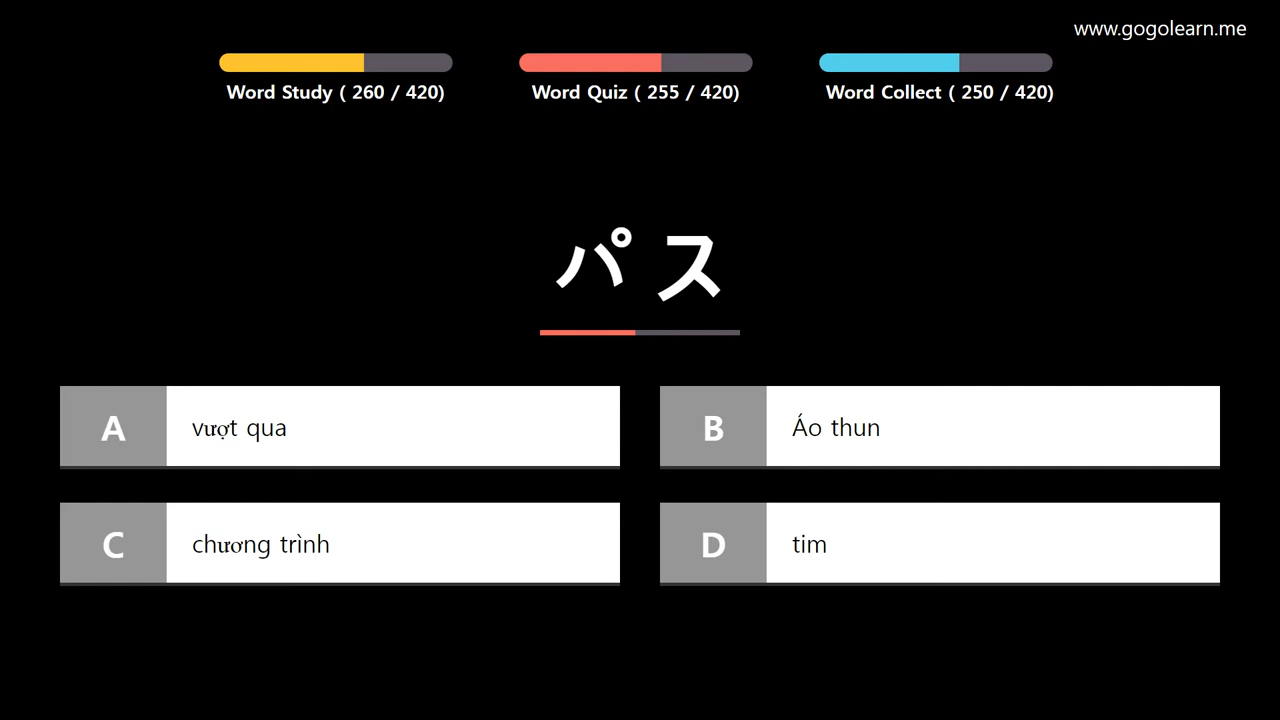 www.gogolearn.me
Word Study ( 260 / 420)
Word Quiz ( 255 / 420)
Word Collect ( 250 / 420)
パス
A vượt qua
B Áo thun
C chương trình
D tim